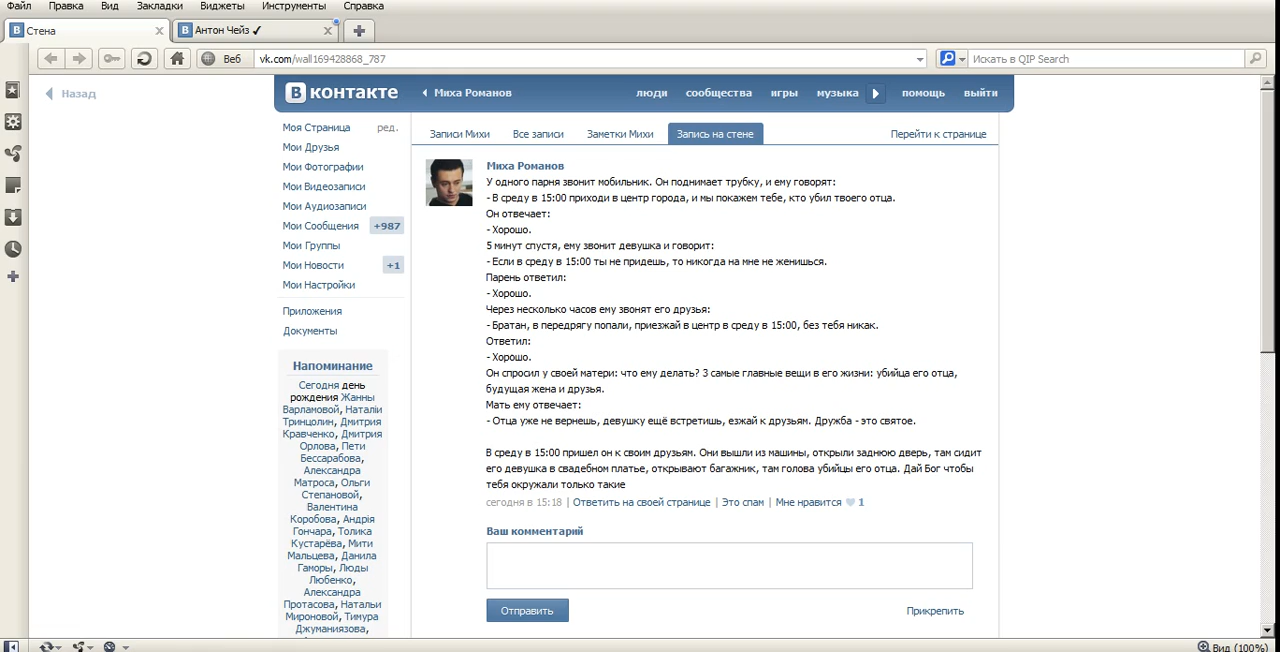 Файл Правка Вид Закладки Виджеты Инструменты Справка
В Стена
В Антон Чейз ✓
Веб vk.com/wall169428868_787 Искать в QIP Search
Назад
В контакте Миха Романов люди сообщества игры музыка помощь выйти
Моя Страница ред.
Мои Друзья
Мои Фотографии
Мои Видеозаписи
Мои Аудиозаписи
Мои Сообщения +987
Мои Группы
Мои Новости +1
Мои Настройки
Приложения
Документы
Напоминание
Сегодня день
рождения Жанны
Варламовой, Наталіи
Тринцолин, Дмитрия
Кравченко, Дмитрия
Орлова, Пети
Бессарабова,
Александра
Матроса, Ольги
Степановой,
Валентина
Коробова, Андрія
Гончара, Толика
Кустарёва, Мити
Мальцева, Данила
Гаморы, Люды
Любенко,
Александра
Протасова, Натальи
Мироновой, Тимура
Джуманиязова,
Записи Михи Все записи Заметки Михи Запись на стене Перейти к странице
Миха Романов
У одного парня звонит мобильник. Он поднимает трубку, и ему говорят:
- В среду в 15:00 приходи в центр города, и мы покажем тебе, кто убил твоего отца.
Он отвечает:
- Хорошо.
5 минут спустя, ему звонит девушка и говорит:
- Если в среду в 15:00 ты не придешь, то никогда на мне не женишься.
Парень ответил:
- Хорошо.
Через несколько часов ему звонят его друзья:
- Братан, в передрягу попали, приезжай в центр в среду в 15:00, без тебя никак.
Ответил:
- Хорошо.
Он спросил у своей матери: что ему делать? 3 самые главные вещи в его жизни: убийца его отца,
будущая жена и друзья.
Мать ему отвечает:
- Отца уже не вернешь, девушку ещё встретишь, езжай к друзьям. Дружба - это святое.
В среду в 15:00 пришел он к своим друзьям. Они вышли из машины, открыли заднюю дверь, там сидит
его девушка в свадебном платье, открывают багажник, там голова убийцы его отца. Дай Бог чтобы
тебя окружали только такие
сегодня в 15:18 | Ответить на своей странице | Это спам | Мне нравится 1
Ваш комментарий
Отправить Прикрепить
Вид (100%)